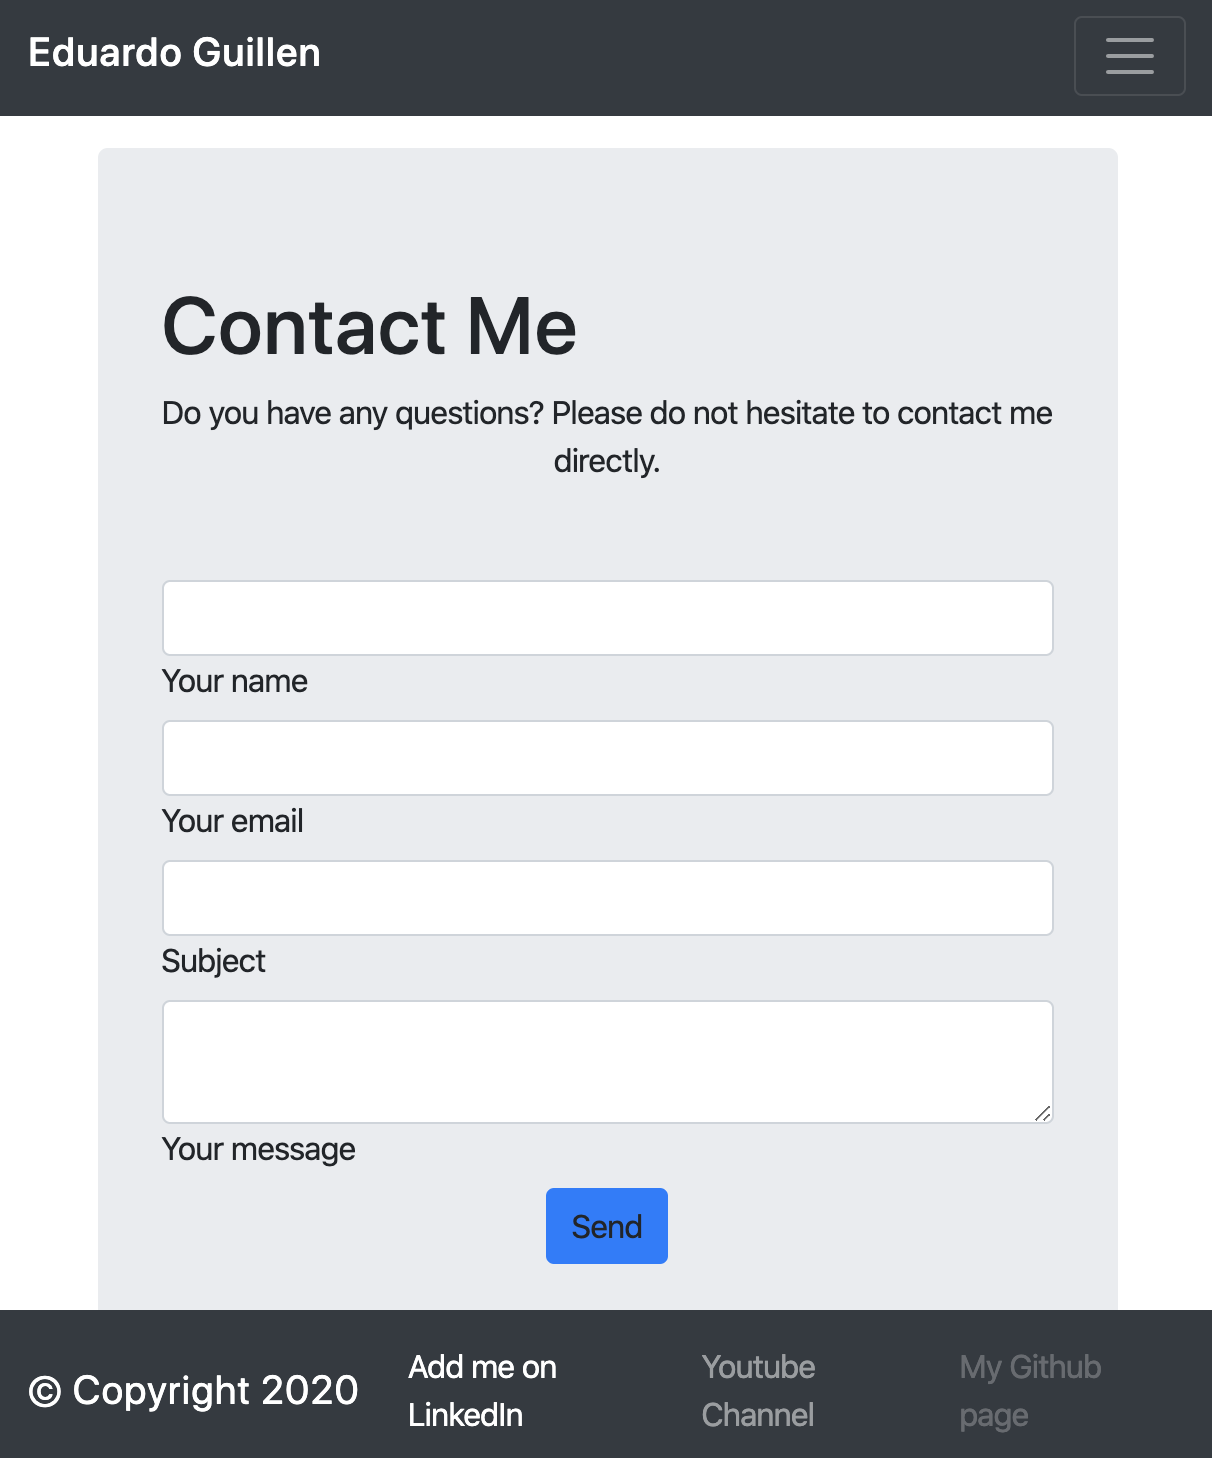 Eduardo Guillen
Contact Me
Do you have any questions? Please do not hesitate to contact me
directly.
Your name
Your email
Subject
Your message
Send
© Copyright 2020
Add me on
LinkedIn
Youtube
Channel
My Github
page